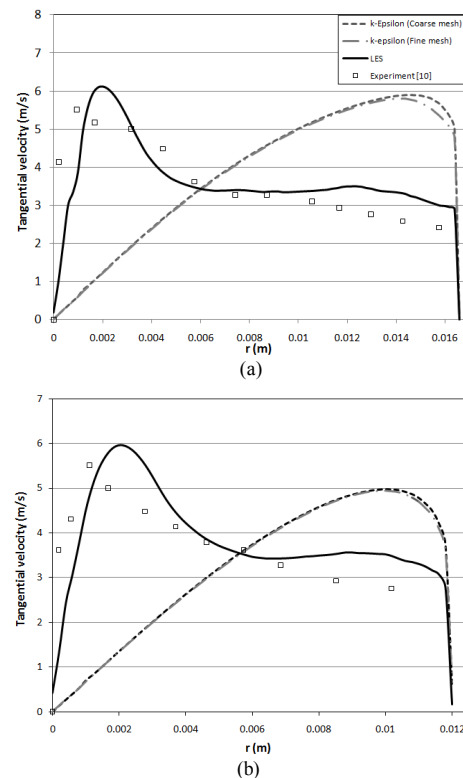 (a)
Tangential velocity (m/s)
8
7
6
5
4
3
2
1
0
k-Epsilon (Coarse mesh)
k-epsilon (Fine mesh)
LES
Experiment [10]
0 0.002 0.004 0.006 0.008 0.01 0.012 0.014 0.016
r (m)
(a)
Tangential velocity (m/s)
7
6
5
4
3
2
1
0
0 0.002 0.004 0.006 0.008 0.01 0.012
r (m)
(b)